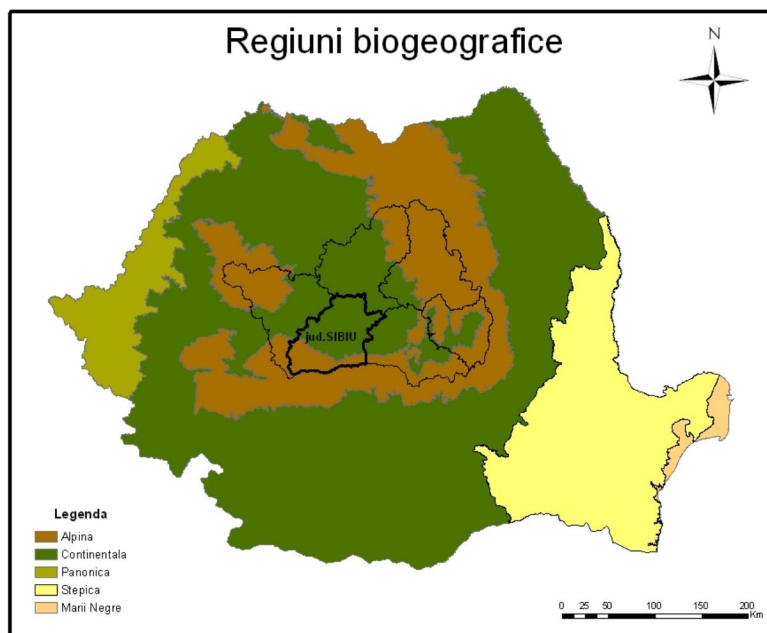 Regiuni biogeografice
N
jud.SIBIU
Legenda
Alpina
Continentala
Panonica
Stepica
Marii Negre
0 25 50 100 150 200
Km